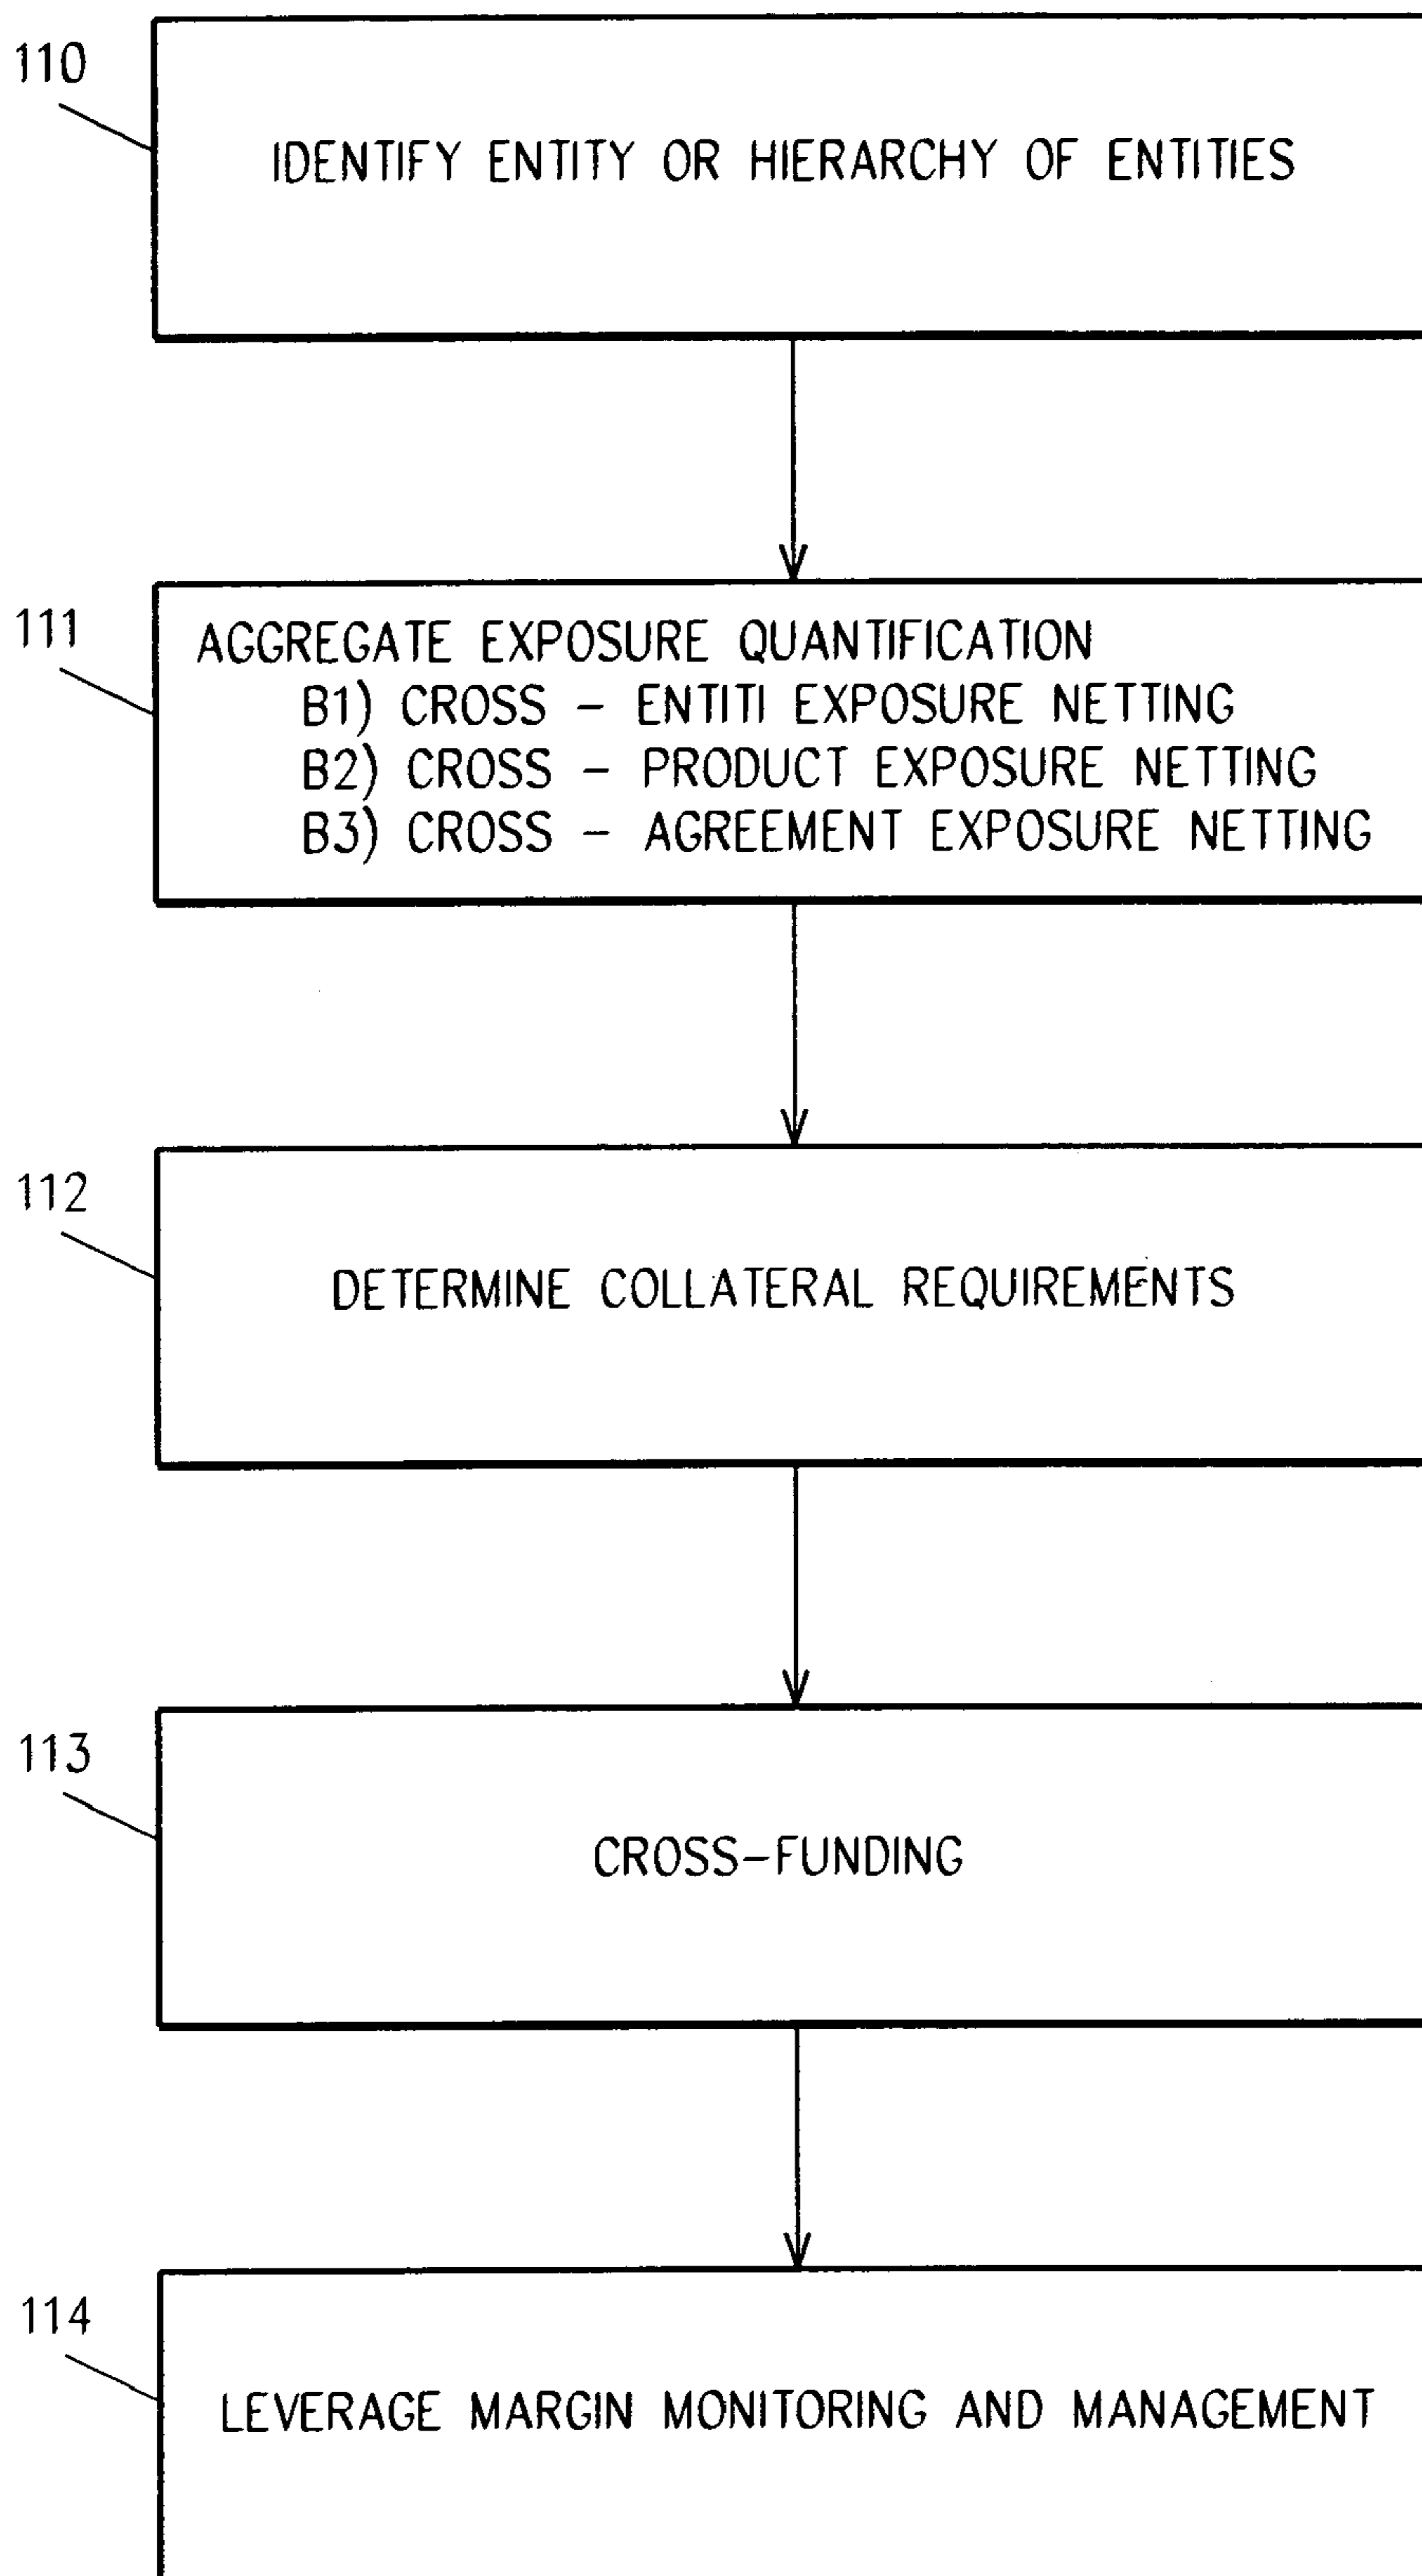 110
IDENTIFY ENTITY OR HIERARCHY OF ENTITIES
111
AGGREGATE EXPOSURE QUANTIFICATION
B1) CROSS - ENTITI EXPOSURE NETTING
B2) CROSS - PRODUCT EXPOSURE NETTING
B3) CROSS - AGREEMENT EXPOSURE NETTING
112
DETERMINE COLLATERAL REQUIREMENTS
113
CROSS-FUNDING
114
LEVERAGE MARGIN MONITORING AND MANAGEMENT